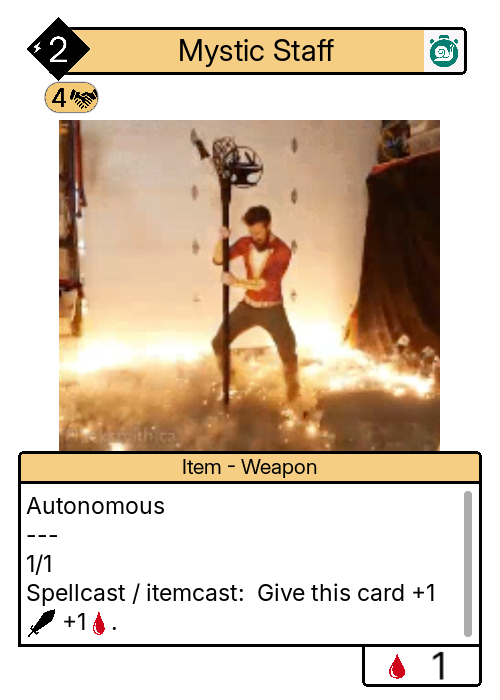 2
Mystic Staff
4
Item - Weapon
Autonomous
---
1/1
Spellcast / itemcast:  Give this card +1
+1 .
1